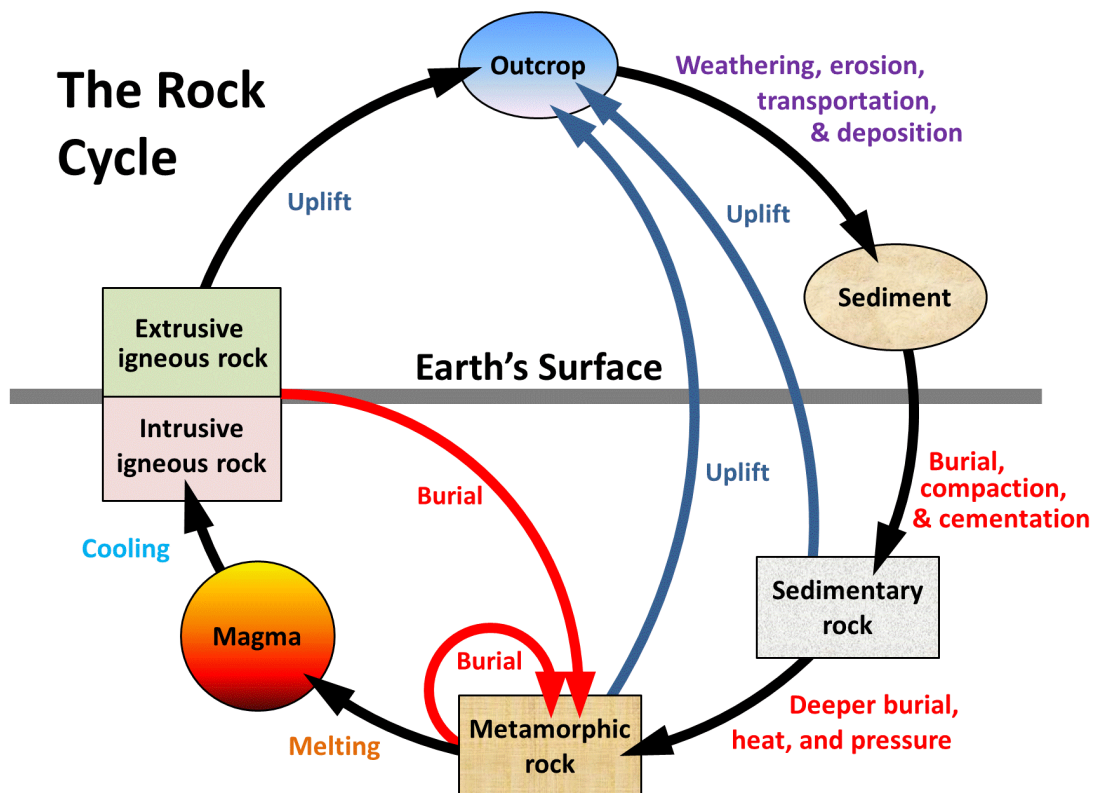 The Rock
Cycle
Outcrop
Weathering, erosion,
transportation,
& deposition
Uplift
Uplift
Sediment
Extrusive
igneous rock
Earth's Surface
Intrusive
igneous rock
Burial
Uplift
Burial,
compaction,
& cementation
Cooling
Sedimentary
rock
Magma
Burial
Metamorphic
rock
Deeper burial,
heat, and pressure
Melting